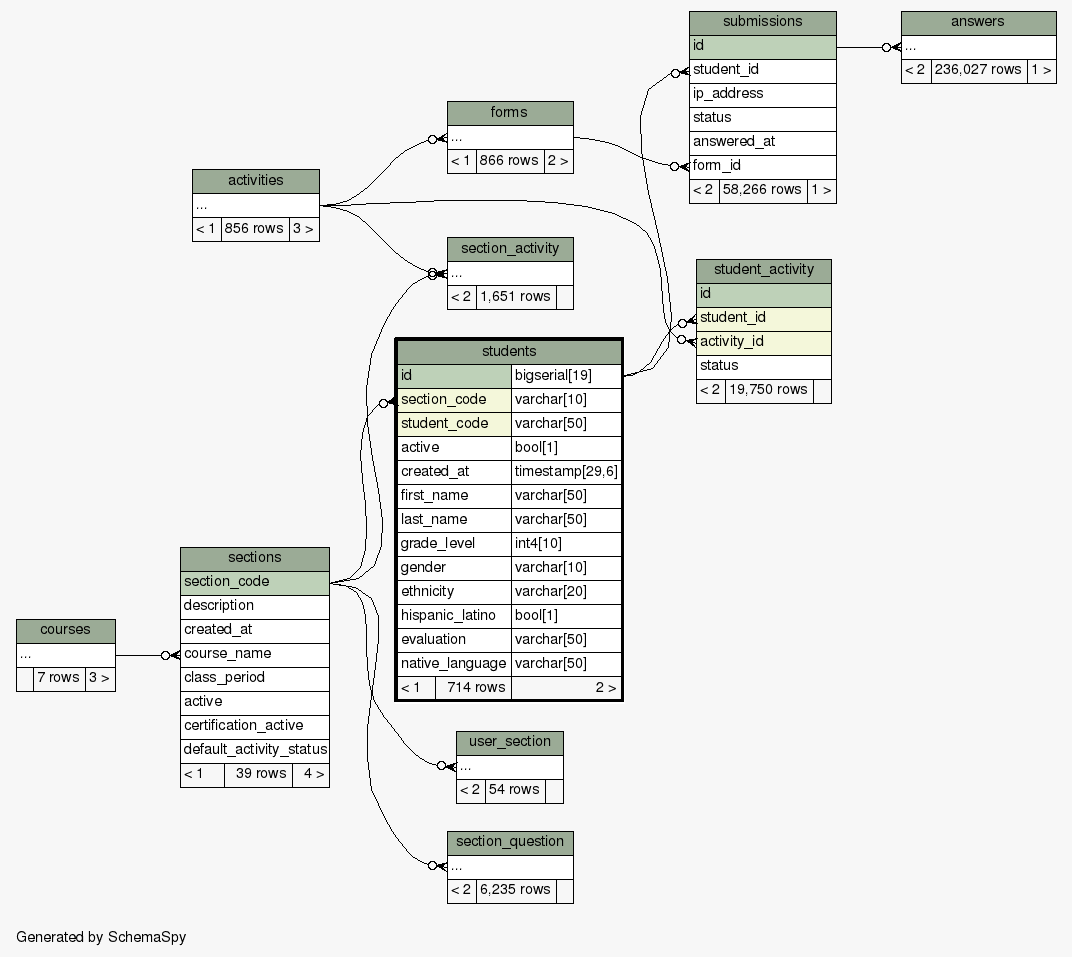 submissions
id
student_id
ip_address
status
answered_at
form_id
< 2 58,266 rows 1 >
answers
...
< 2 236,027 rows 1 >
forms
...
< 1 866 rows 2 >
activities
...
< 1 856 rows 3 >
section_activity
...
< 2 1,651 rows
student_activity
id
student_id
activity_id
status
< 2 19,750 rows
students
id bigserial[19]
section_code varchar[10]
student_code varchar[50]
active bool[1]
created_at timestamp[29,6]
first_name varchar[50]
last_name varchar[50]
grade_level int4[10]
gender varchar[10]
ethnicity varchar[20]
hispanic_latino bool[1]
evaluation varchar[50]
native_language varchar[50]
< 1 714 rows 2 >
sections
section_code
description
created_at
course_name
class_period
active
certification_active
default_activity_status
< 1 39 rows 4 >
courses
...
7 rows 3 >
user_section
...
< 2 54 rows
section_question
...
< 2 6,235 rows
Generated by SchemaSpy